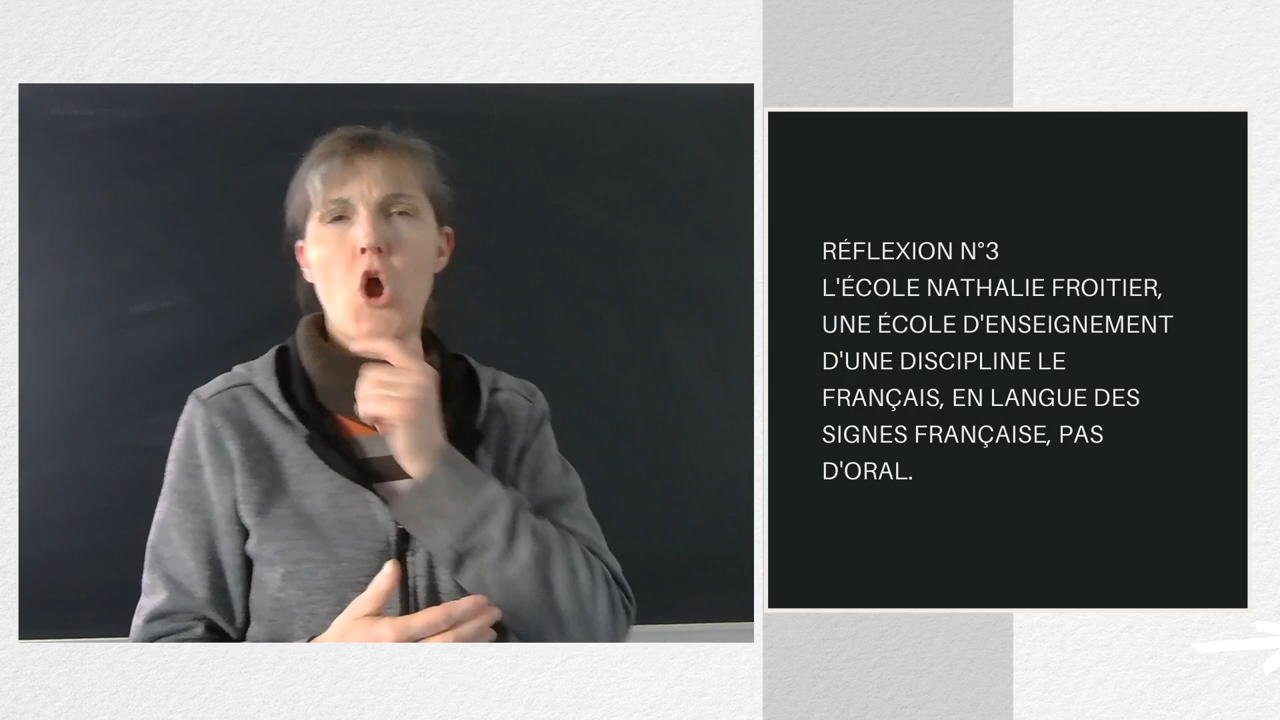 RÉFLEXION N°3
L'ÉCOLE NATHALIE FROITIER,
UNE ÉCOLE D'ENSEIGNEMENT
D'UNE DISCIPLINE LE
FRANÇAIS, EN LANGUE DES
SIGNES FRANÇAISE, PAS
D'ORAL.